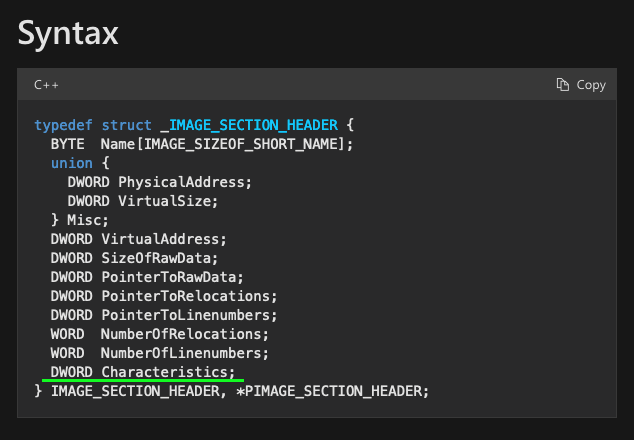 Syntax
C++ Copy
typedef struct _IMAGE_SECTION_HEADER {
  BYTE  Name[IMAGE_SIZEOF_SHORT_NAME];
  union {
    DWORD PhysicalAddress;
    DWORD VirtualSize;
  } Misc;
  DWORD VirtualAddress;
  DWORD SizeOfRawData;
  DWORD PointerToRawData;
  DWORD PointerToRelocations;
  DWORD PointerToLinenumbers;
  WORD  NumberOfRelocations;
  WORD  NumberOfLinenumbers;
  DWORD Characteristics;
} IMAGE_SECTION_HEADER, *PIMAGE_SECTION_HEADER;